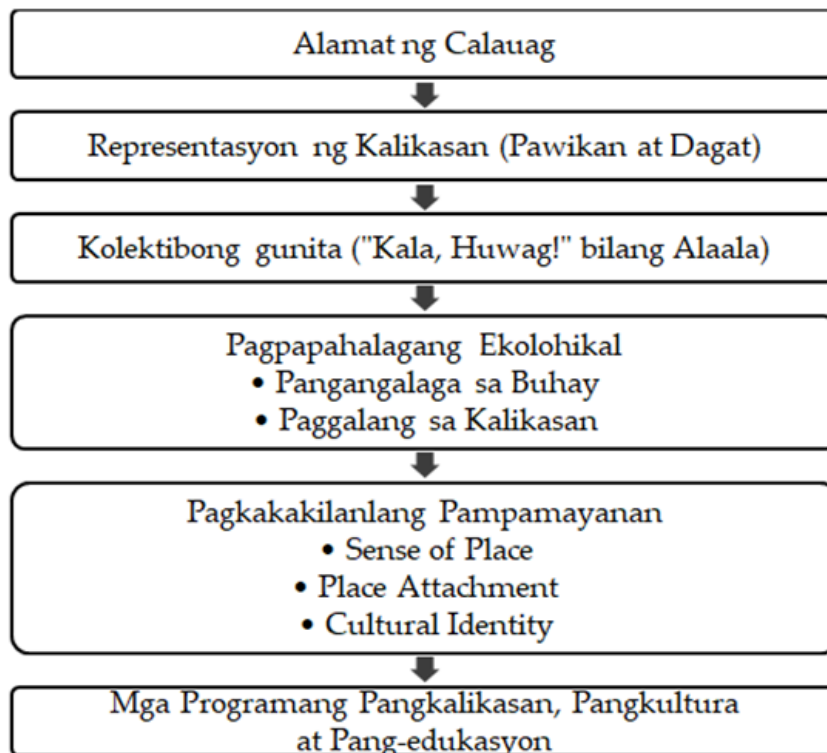 Alamat ng Calauag
Representasyon ng Kalikasan (Pawikan at Dagat)
Kolektibong gunita ("Kala, Huwag!" bilang Alaala)
Pagpapahalagang Ekolohikal
• Pangangalaga sa Buhay
• Paggalang sa Kalikasan
Pagkakakilanlang Pampamayanan
• Sense of Place
• Place Attachment
• Cultural Identity
Mga Programang Pangkalikasan, Pangkultura
at Pang-edukasyon